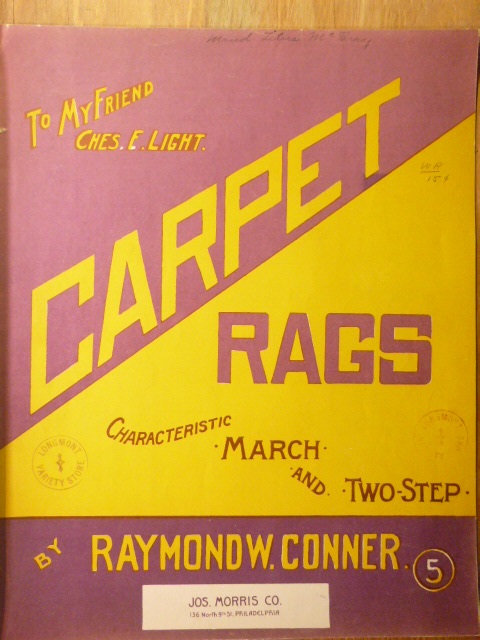 To My Friend
Ches. E. Light.
CARPET
RAGS
Characteristic
· March ·
· and ·
· Two-Step ·
LONGMONT
VARIETY STORE
BY RAYMOND W. CONNER.
5
JOS. MORRIS CO.
136 North 9th St. PHILADELPHIA